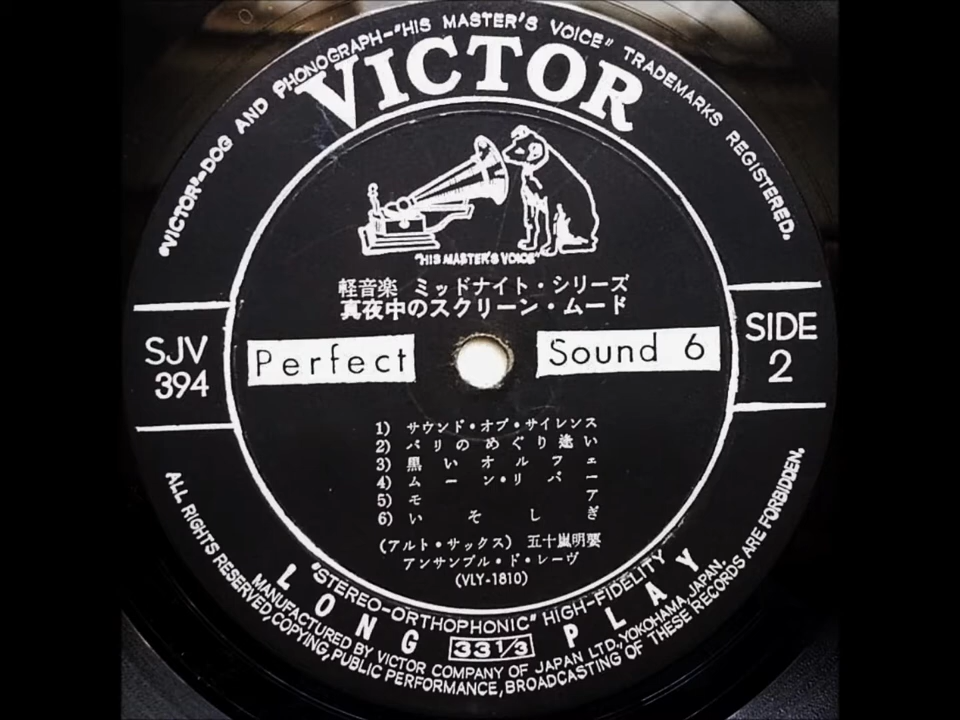 "VICTOR"-DOG AND PHONOGRAPH-"HIS MASTER'S VOICE" TRADEMARKS REGISTERED.
VICTOR
"HIS MASTER'S VOICE"
軽音楽 ミッドナイト・シリーズ
真夜中のスクリーン・ムード
SJV
394
Perfect Sound 6
SIDE
2
1) サウンド・オブ・サイレンス
2) パリのめぐり逢い
3) 黒いオルフェ
4) ムーン・リバー
5) モア
6) いそしぎ
(アルト・サックス) 五十嵐明要
アンサンブル・ド・レーヴ
(VLY-1810)
"STEREO-ORTHOPHONIC" HIGH-FIDELITY
LONG 33 1/3 PLAY
MANUFACTURED BY VICTOR COMPANY OF JAPAN LTD., YOKOHAMA, JAPAN.
ALL RIGHTS RESERVED, COPYING, PUBLIC PERFORMANCE, BROADCASTING OF THESE RECORDS ARE FORBIDDEN.